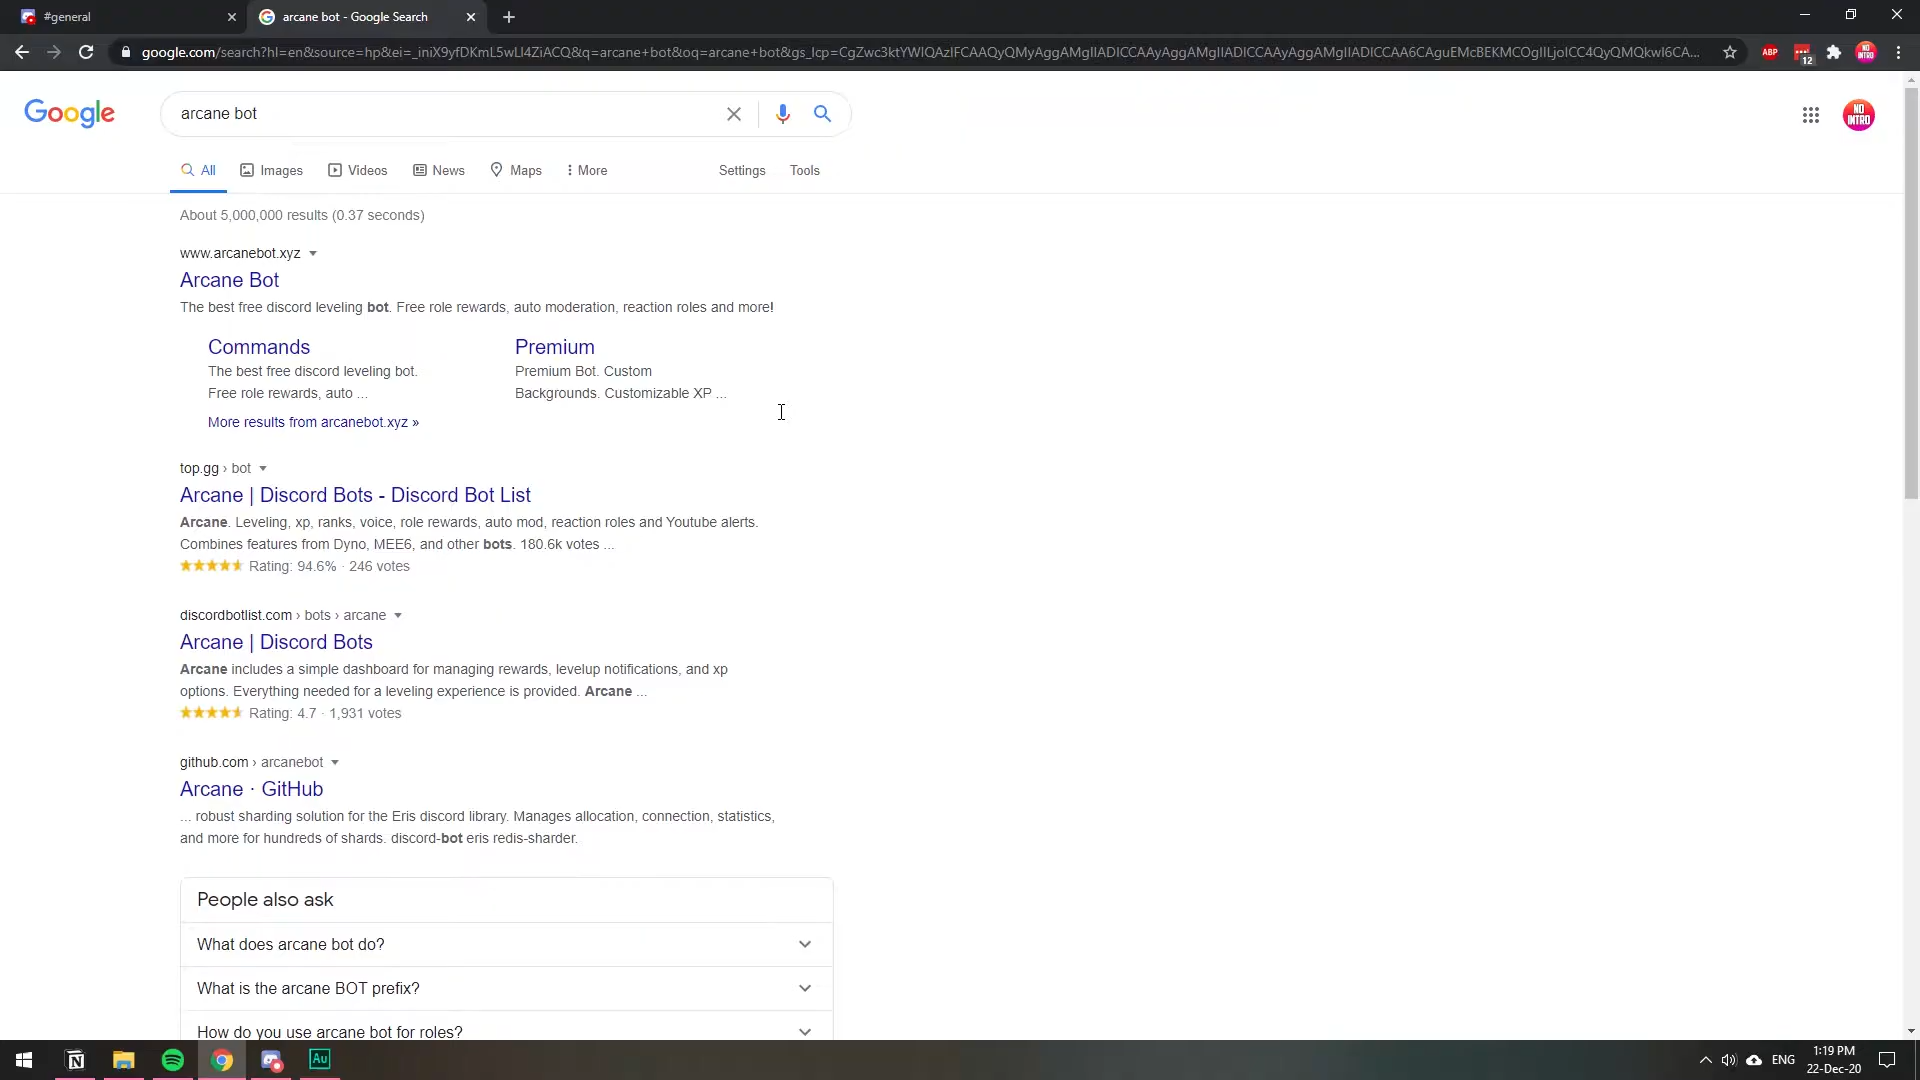 #general
arcane bot - Google Search
google.com/search?hl=en&source=hp&ei=_iniX9yfDKmL5wLI4ZiACQ&q=arcane+bot&oq=arcane+bot&gs_lcp=
ABP
12
NO INTRO
Google
arcane bot
NO INTRO
All
Images
Videos
News
Maps
More
Settings
Tools
About 5,000,000 results (0.37 seconds)
www.arcanebot.xyz
Arcane Bot
The best free discord leveling bot. Free role rewards, auto moderation, reaction roles and more!
Commands
The best free discord leveling bot.
Free role rewards, auto ...
Premium
Premium Bot. Custom
Backgrounds. Customizable XP ...
More results from arcanebot.xyz »
top.gg › bot
Arcane | Discord Bots - Discord Bot List
Arcane. Leveling, xp, ranks, voice, role rewards, auto mod, reaction roles and Youtube alerts.
Combines features from Dyno, MEE6, and other bots. 180.6k votes ...
Rating: 94.6% · 246 votes
discordbotlist.com › bots › arcane
Arcane | Discord Bots
Arcane includes a simple dashboard for managing rewards, levelup notifications, and xp
options. Everything needed for a leveling experience is provided. Arcane ...
Rating: 4.7 · 1,931 votes
github.com › arcanebot
Arcane · GitHub
... robust sharding solution for the Eris discord library. Manages allocation, connection, statistics,
and more for hundreds of shards. discord-bot eris redis-sharder.
People also ask
What does arcane bot do?
What is the arcane BOT prefix?
How do you use arcane bot for roles?
Au
ENG
1:19 PM
22-Dec-20